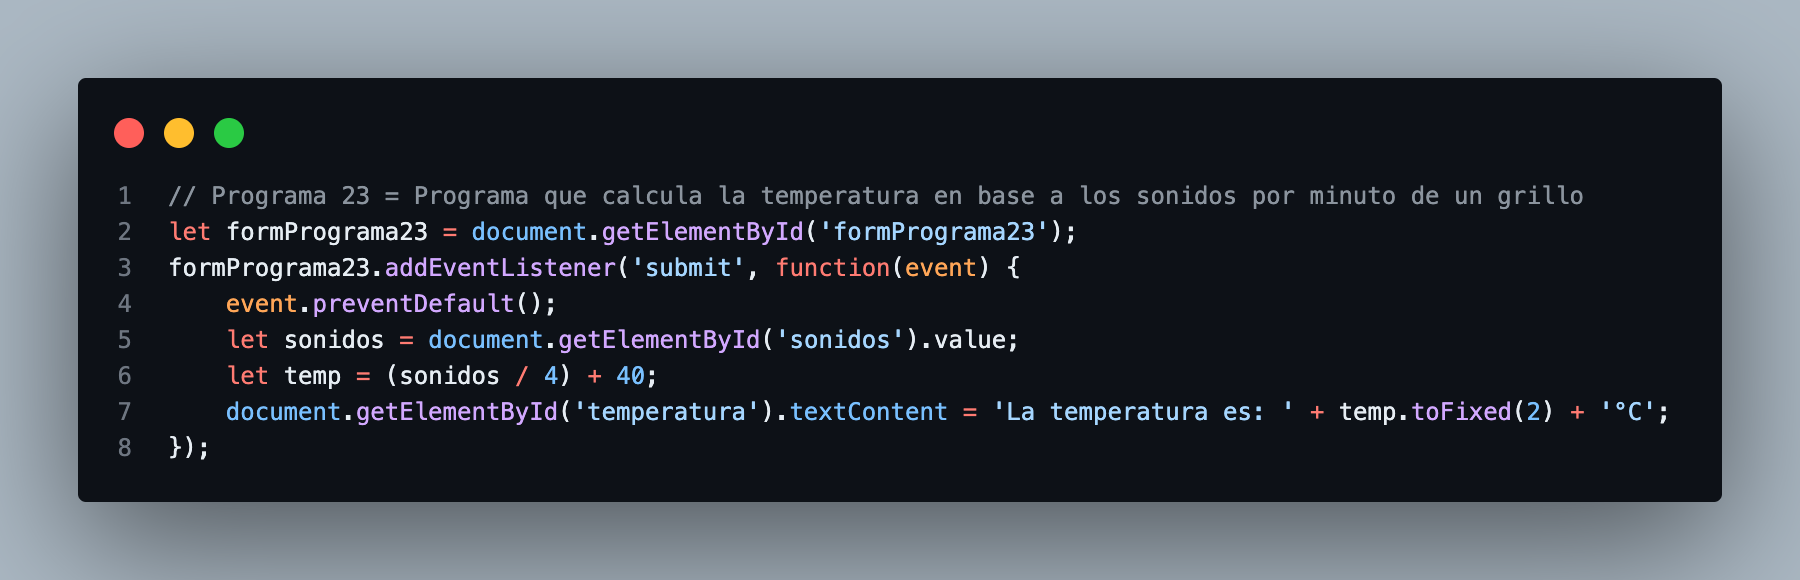 1 // Programa 23 = Programa que calcula la temperatura en base a los sonidos por minuto de un grillo
2 let formPrograma23 = document.getElementById('formPrograma23');
3 formPrograma23.addEventListener('submit', function(event) {
4     event.preventDefault();
5     let sonidos = document.getElementById('sonidos').value;
6     let temp = (sonidos / 4) + 40;
7     document.getElementById('temperatura').textContent = 'La temperatura es: ' + temp.toFixed(2) + '°C';
8 });